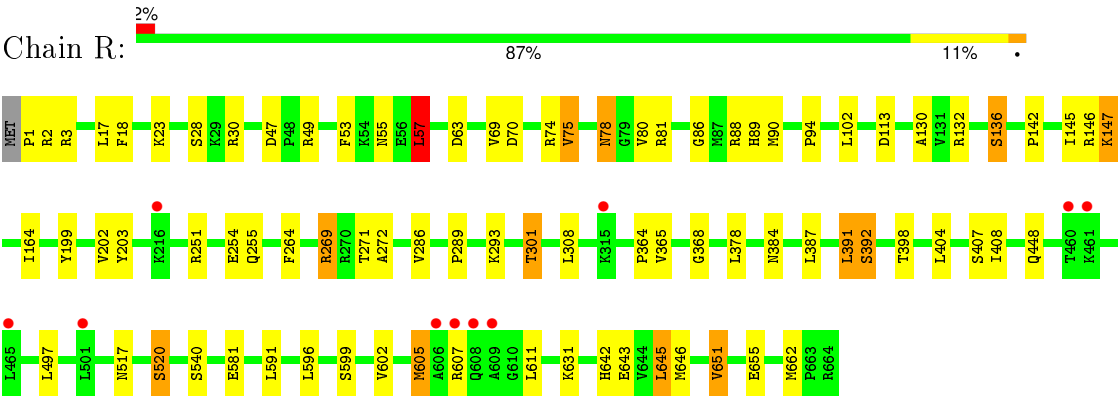 2%
Chain R:
87% 11% •
MET P1 R2 R3 L17 F18 K23 S28 K29 R30 D47 P48 R49 F53 K54 N55 E56 L57 D63 V69 D70 R74 V75 N78 G79 V80 R81 G86 M87 R88 H89 M90 P94 L102 D113 A130 V131 R132 S136 P142 I145 R146 K147
I164 Y199 V202 Y203 K216 R251 E254 Q255 F264 R269 R270 T271 A272 V286 P289 K293 T301 L308 K315 P364 V365 G368 L378 N384 L387 L391 S392 T398 L404 S407 I408 Q448 T460 K461
L465 L497 L501 N517 S520 S540 E581 L591 L596 S599 V602 M605 A606 R607 Q608 A609 G610 L611 K631 H642 E643 V644 L645 M646 V651 E655 M662 P663 R664